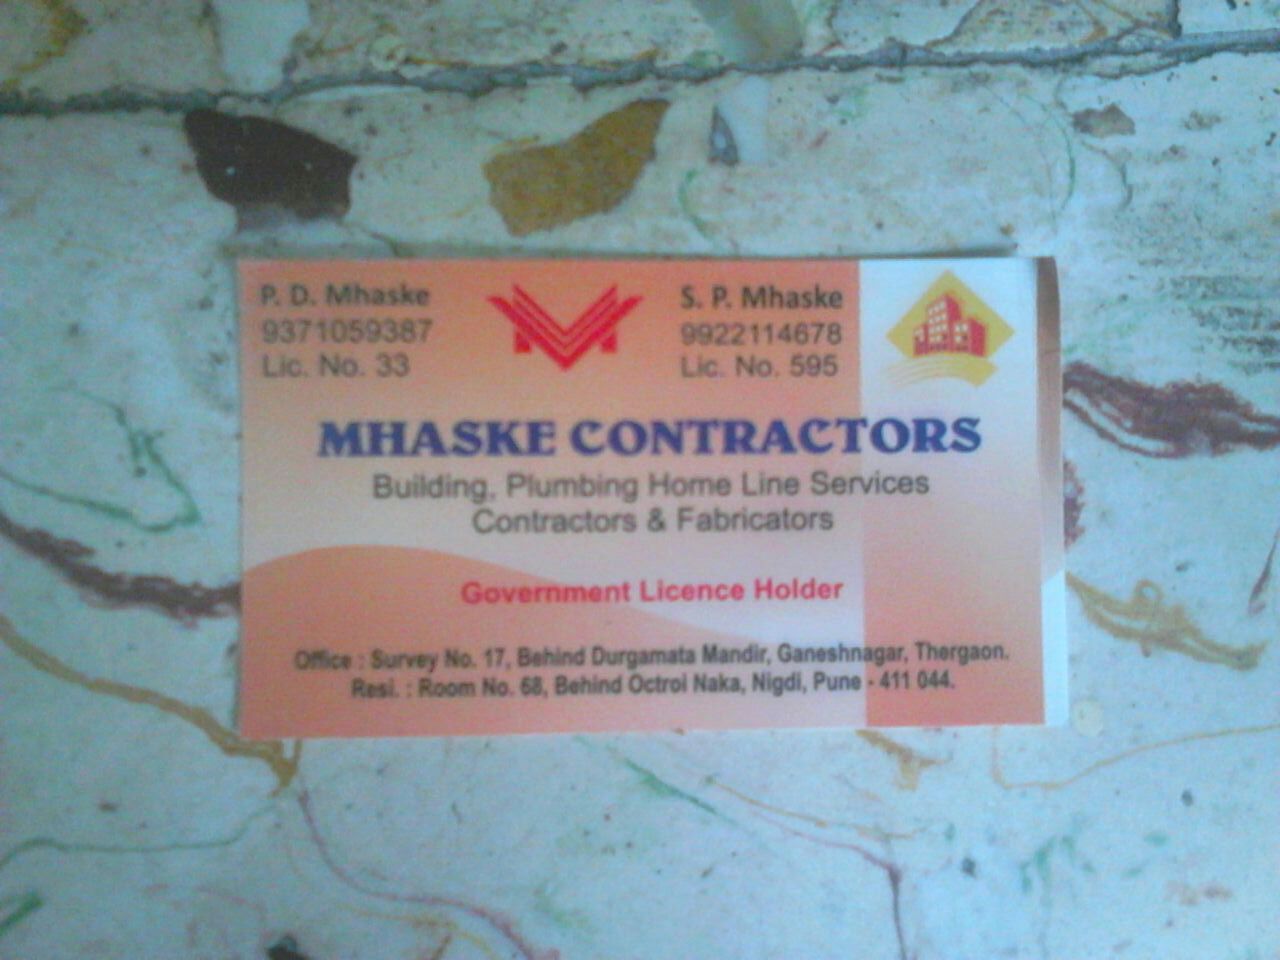 P. D. Mhaske
9371059387
Lic. No. 33
S. P. Mhaske
9922114678
Lic. No. 595
MHASKE CONTRACTORS
Building, Plumbing Home Line Services
Contractors & Fabricators
Government Licence Holder
Office : Survey No. 17, Behind Durgamata Mandir, Ganeshnagar, Thergaon.
Resi. : Room No. 68, Behind Octroi Naka, Nigdi, Pune - 411 044.